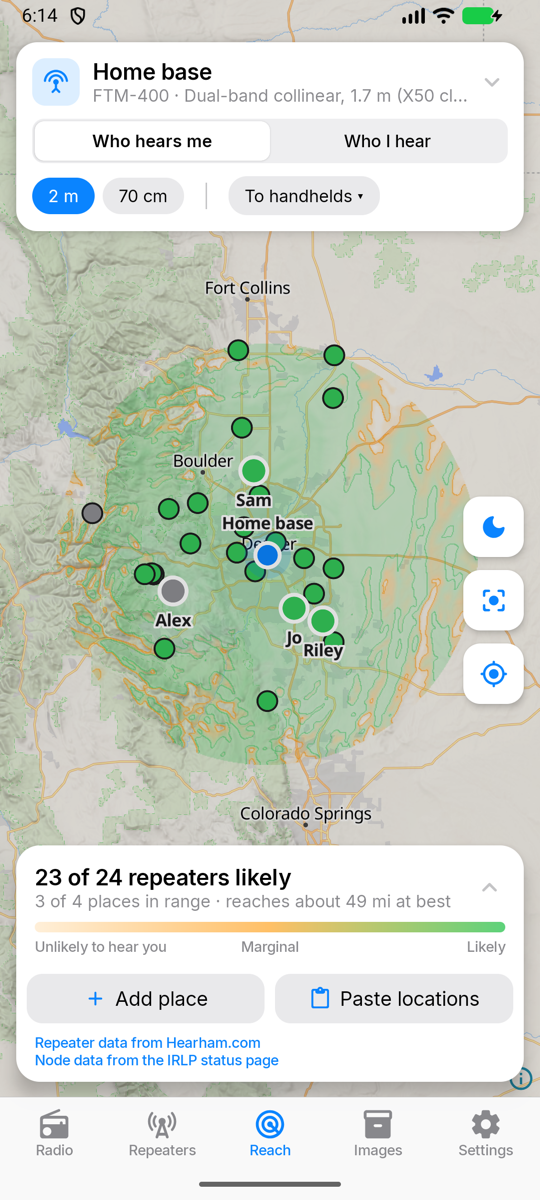 6:14
Home base
FTM-400 · Dual-band collinear, 1.7 m (X50 cl...
Who hears me
Who I hear
2 m
70 cm
To handhelds ▾
Fort Collins
Boulder
Sam
Home base
Denver
Alex
Jo
Riley
Colorado Springs
23 of 24 repeaters likely
3 of 4 places in range · reaches about 49 mi at best
Unlikely to hear you
Marginal
Likely
+ Add place
Paste locations
Repeater data from Hearham.com
Node data from the IRLP status page
Radio
Repeaters
Reach
Images
Settings